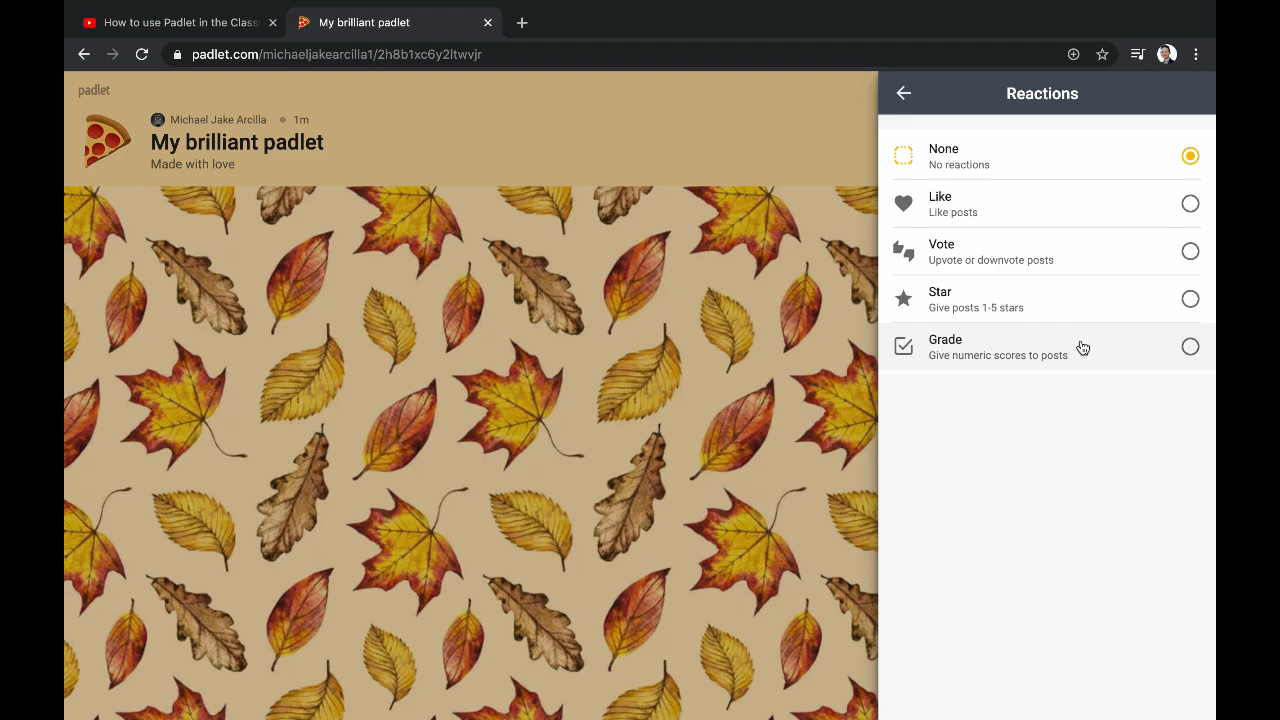 How to use Padlet in the Class
My brilliant padlet
padlet.com/michaeljakearcilla1/2h8b1xc6y2ltwvjr
padlet
Michael Jake Arcilla 1m
My brilliant padlet
Made with love
Reactions
None
No reactions
Like
Like posts
Vote
Upvote or downvote posts
Star
Give posts 1-5 stars
Grade
Give numeric scores to posts